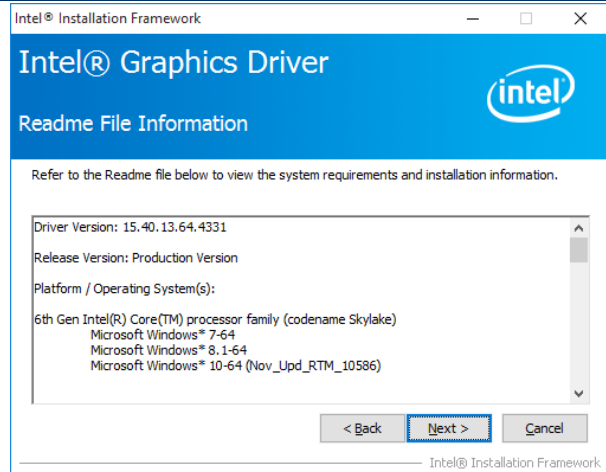 Intel® Installation Framework
Intel® Graphics Driver
intel
Readme File Information
Refer to the Readme file below to view the system requirements and installation information.
Driver Version: 15.40.13.64.4331
Release Version: Production Version
Platform / Operating System(s):
6th Gen Intel(R) Core(TM) processor family (codename Skylake)
Microsoft Windows* 7-64
Microsoft Windows* 8.1-64
Microsoft Windows* 10-64 (Nov_Upd_RTM_10586)
< Back Next > Cancel
Intel® Installation Framework